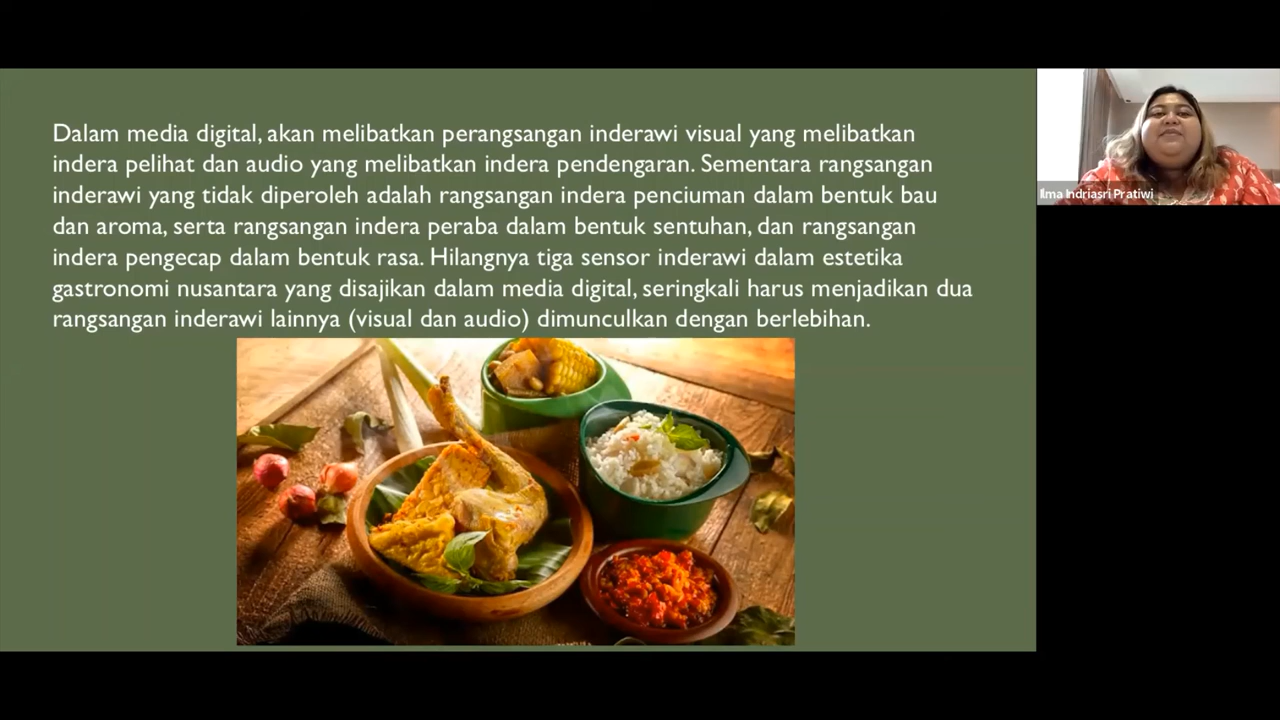 Dalam media digital, akan melibatkan perangsangan inderawi visual yang melibatkan
indera pelihat dan audio yang melibatkan indera pendengaran. Sementara rangsangan
inderawi yang tidak diperoleh adalah rangsangan indera penciuman dalam bentuk bau
dan aroma, serta rangsangan indera peraba dalam bentuk sentuhan, dan rangsangan
indera pengecap dalam bentuk rasa. Hilangnya tiga sensor inderawi dalam estetika
gastronomi nusantara yang disajikan dalam media digital, seringkali harus menjadikan dua
rangsangan inderawi lainnya (visual dan audio) dimunculkan dengan berlebihan.
Ilma Indriasri Pratiwi